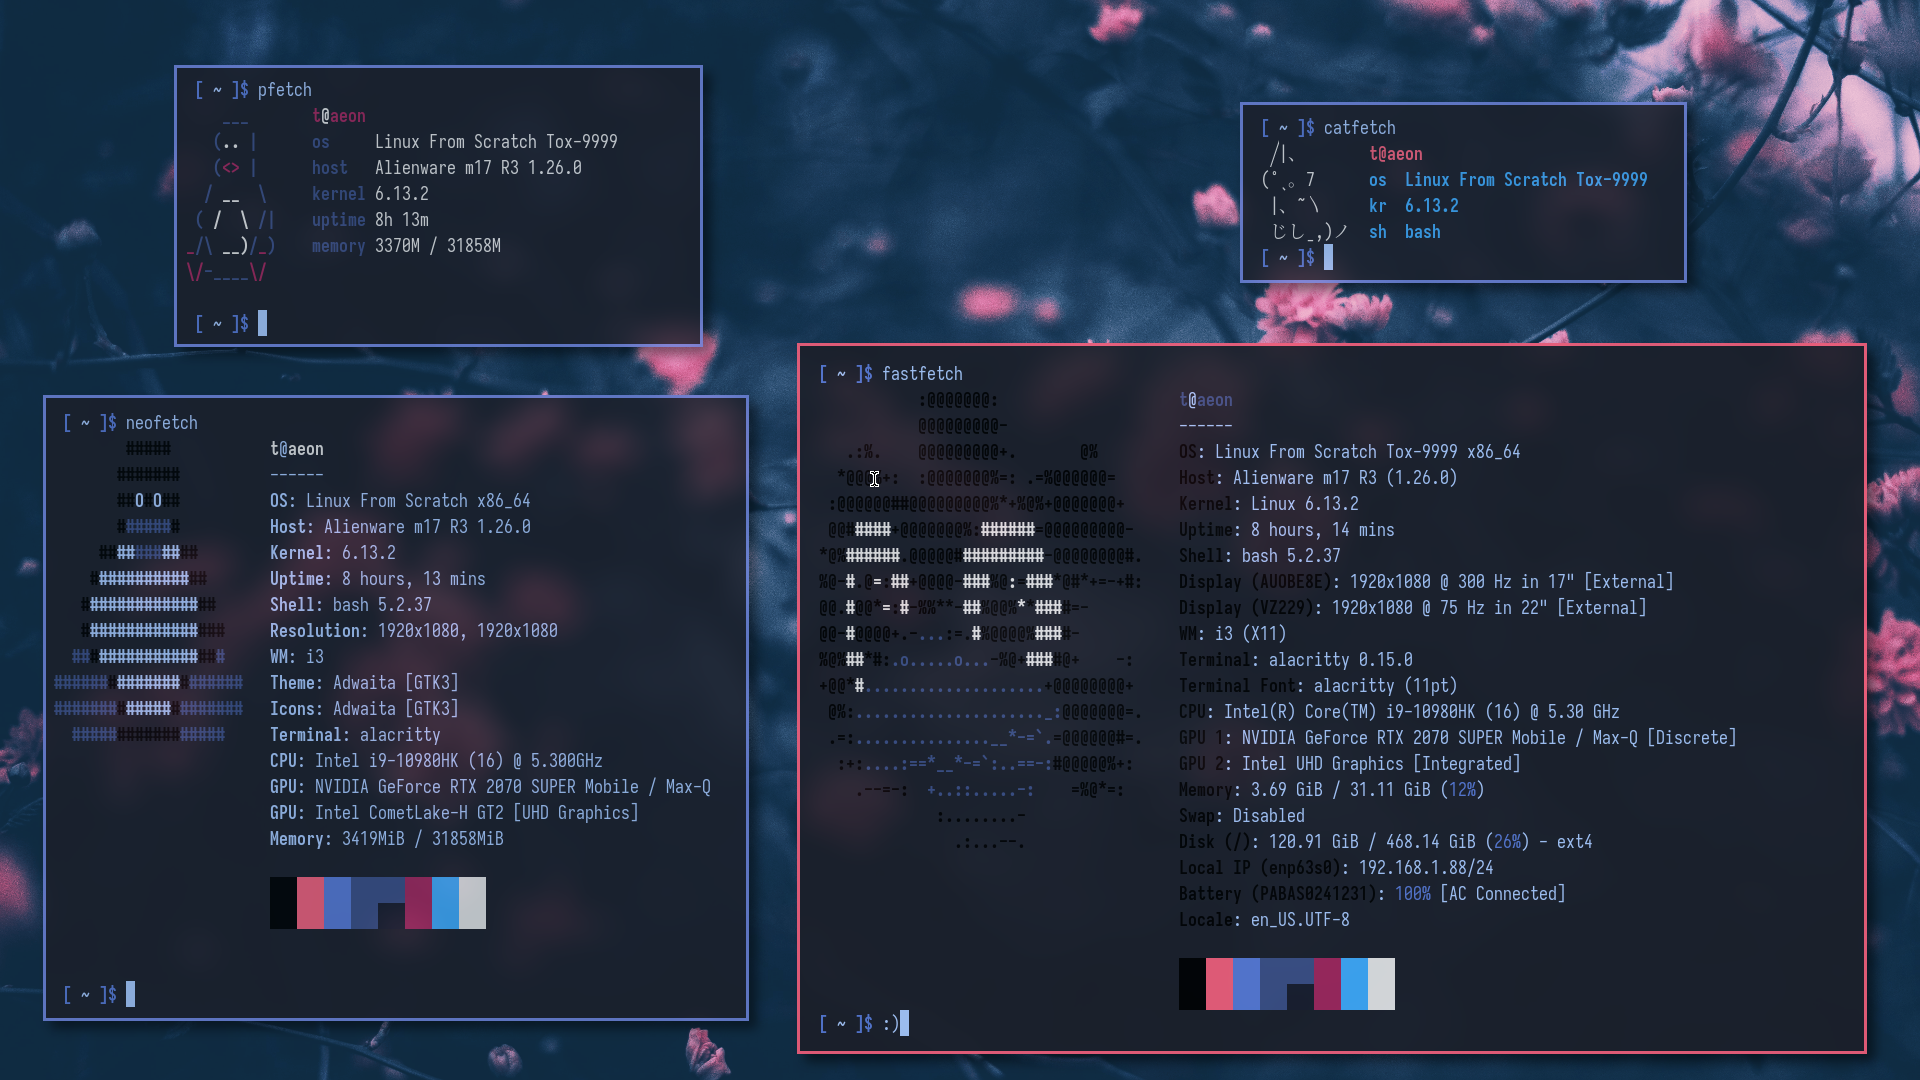 [ ~ ]$ pfetch
t@aeon
os Linux From Scratch Tox-9999
host Alienware m17 R3 1.26.0
kernel 6.13.2
uptime 8h 13m
memory 3370M / 31858M
[ ~ ]$
[ ~ ]$ catfetch
t@aeon
os Linux From Scratch Tox-9999
kr 6.13.2
じし_,)ノ sh bash
[ ~ ]$
[ ~ ]$ neofetch
t@aeon
------
OS: Linux From Scratch x86_64
Host: Alienware m17 R3 1.26.0
Kernel: 6.13.2
Uptime: 8 hours, 13 mins
Shell: bash 5.2.37
Resolution: 1920x1080, 1920x1080
WM: i3
Theme: Adwaita [GTK3]
Icons: Adwaita [GTK3]
Terminal: alacritty
CPU: Intel i9-10980HK (16) @ 5.300GHz
GPU: NVIDIA GeForce RTX 2070 SUPER Mobile / Max-Q
GPU: Intel CometLake-H GT2 [UHD Graphics]
Memory: 3419MiB / 31858MiB
[ ~ ]$
[ ~ ]$ fastfetch
t@aeon
------
OS: Linux From Scratch Tox-9999 x86_64
Host: Alienware m17 R3 (1.26.0)
Kernel: Linux 6.13.2
Uptime: 8 hours, 14 mins
Shell: bash 5.2.37
Display (AUOBE8E): 1920x1080 @ 300 Hz in 17" [External]
Display (VZ229): 1920x1080 @ 75 Hz in 22" [External]
WM: i3 (X11)
Terminal: alacritty 0.15.0
Terminal Font: alacritty (11pt)
CPU: Intel(R) Core(TM) i9-10980HK (16) @ 5.30 GHz
GPU 1: NVIDIA GeForce RTX 2070 SUPER Mobile / Max-Q [Discrete]
GPU 2: Intel UHD Graphics [Integrated]
Memory: 3.69 GiB / 31.11 GiB (12%)
Swap: Disabled
Disk (/): 120.91 GiB / 468.14 GiB (26%) - ext4
Local IP (enp63s0): 192.168.1.88/24
Battery (PABAS0241231): 100% [AC Connected]
Locale: en_US.UTF-8
[ ~ ]$ :)